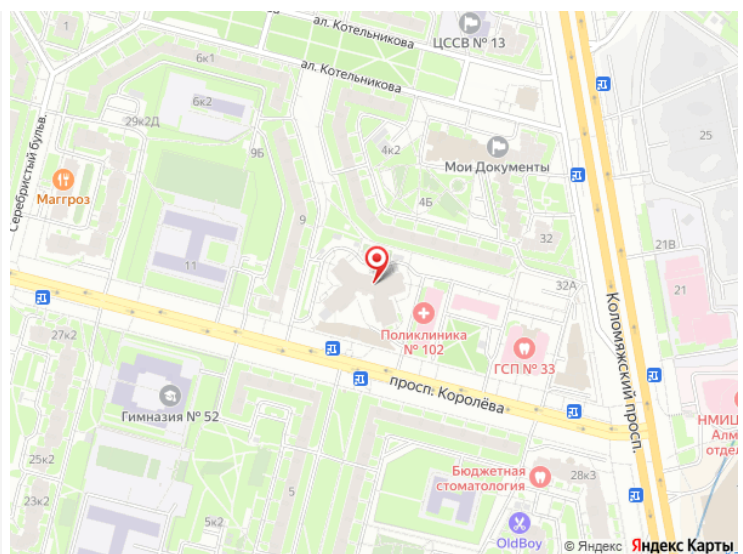 ал. Котельникова
ЦССВ № 13
6к1
ал. Котельникова
6к2
29к2Д
9Б
4к2
Мои Документы
25
Серебристый бульв.
Маггроз
4Б
9
32
21В
11
32А
21
Коломяжский просп.
Поликлиника
№ 102
ГСП № 33
27к2
просп. Королёва
Гимназия № 52
НМИЦ
Алма
отдел
25к2
Бюджетная
стоматология
28к3
23к2
5
5к2
OldBoy
© Яндекс Яндекс Карты